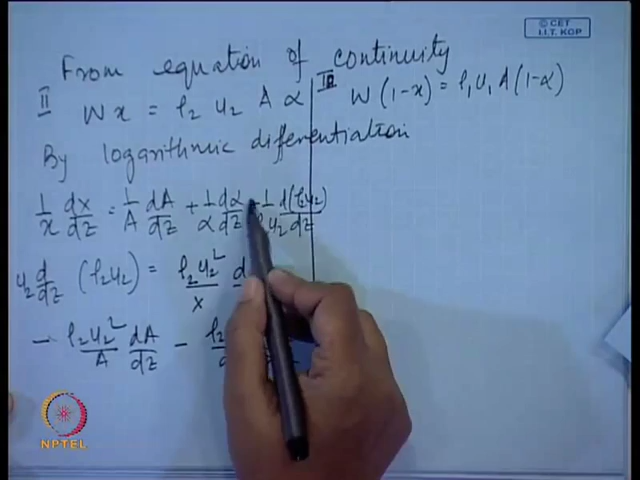 © CET
I.I.T. KGP
From equation of continuity
II Wx = ρ₂ u₂ A α
III W(1-x) = ρ₁ u₁ A(1-α)
By logarithmic differentiation
1/x dx/dz = 1/A dA/dz + 1/α dα/dz + 1/ρ₂u₂ d(ρ₂u₂)/dz
u₂ d/dz (ρ₂u₂) = ρ₂u₂²/x d
- ρ₂u₂²/A dA/dz -
NPTEL